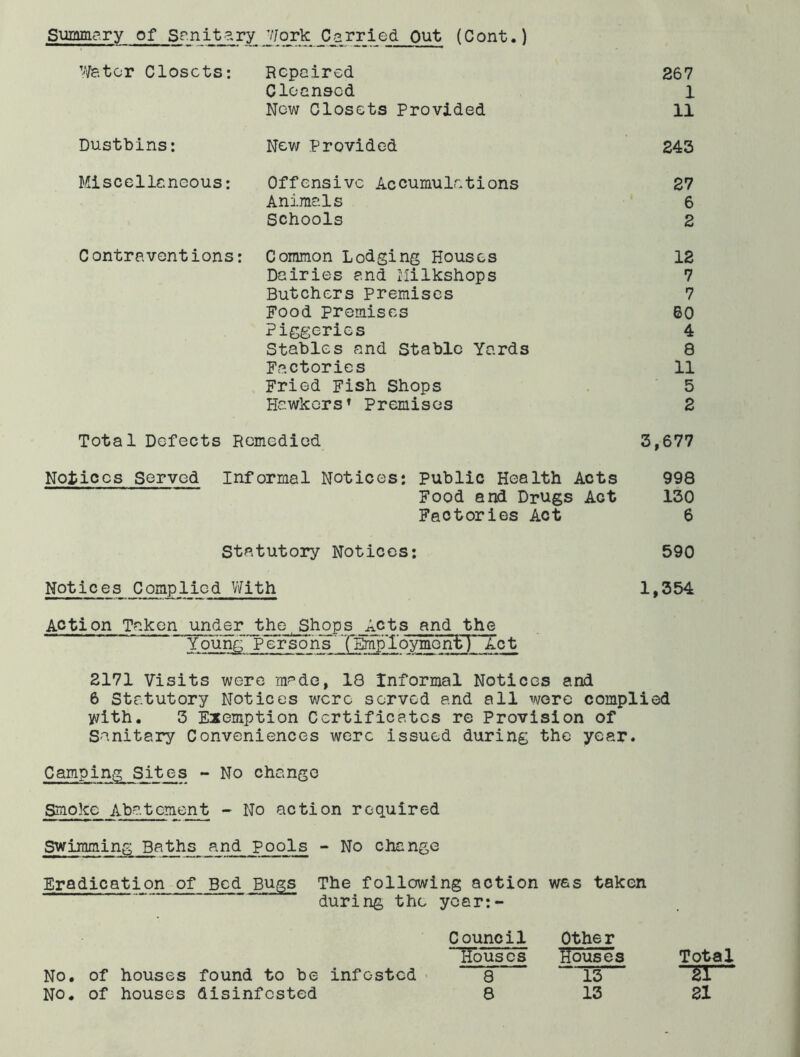 Summary of Sanitary Work Carried Out (Cont.)
Water Closets: Repaired 267
Cleansed 1
New Closets Provided 11
Dustbins: New Provided 243
Miscellaneous: Offensive Accumulations 27
Animals 6
Schools 2
Contraventions: Common Lodging Houses 12
Dairies and Milkshops 7
Butchers Premises 7
Food Premises 60
Piggeries 4
Stables and Stable Yards 8
Factories 11
Fried Fish Shops 5
Hawkers' Premises 2
Total Defects Remedied 3,677
Notices Served Informal Notices: Public Health Acts 998
Food and Drugs Act 130
Factories Act 6
Statutory Notices: 590
Notices Complied With 1,354
Action Taken under the Shops Acts and the
Young Persons (Employment) Act
2171 Visits were made, 18 Informal Notices and
6 Statutory Notices were served and all were complied
with. 3 Exemption Certificates re Provision of
Sanitary Conveniences were issued during the year.
Camping Sites - No change
Smoke Abatement - No action required
Swimming Baths and Pools - No change
Eradication of Bed Bugs The following action was taken
during the year:-
Council Other
Houses Houses Total
No. of houses found to be infested 8 13 21
No. of houses disinfested 8 13 21